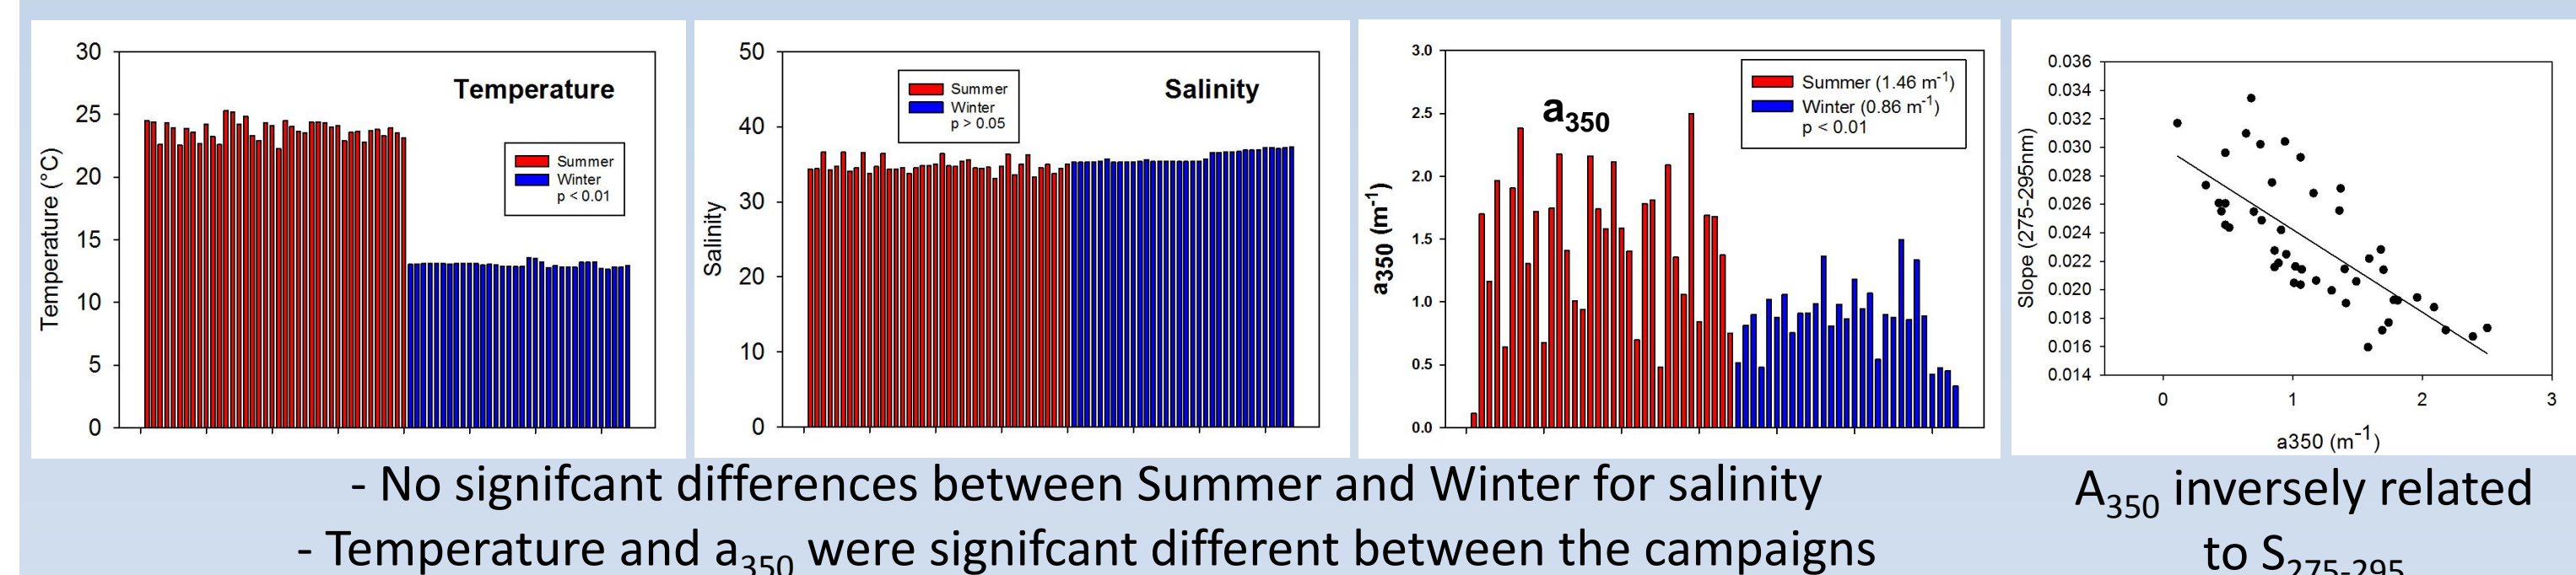 30
25
20
15
10
5
0
Temperature (°C)
Temperature
Summer
Winter
p < 0.01
50
40
30
20
10
0
Salinity
Salinity
Summer
Winter
p > 0.05
3.0
2.5
2.0
1.5
1.0
0.5
0.0
a350 (m-1)
a350
Summer (1.46 m-1)
Winter (0.86 m-1)
p < 0.01
0.036
0.034
0.032
0.030
0.028
0.026
0.024
0.022
0.020
0.018
0.016
0.014
Slope (275-295nm)
0 1 2 3
a350 (m-1)
- No signifcant differences between Summer and Winter for salinity
- Temperature and a350 were signifcant different between the campaigns
A350 inversely related
to S275-295